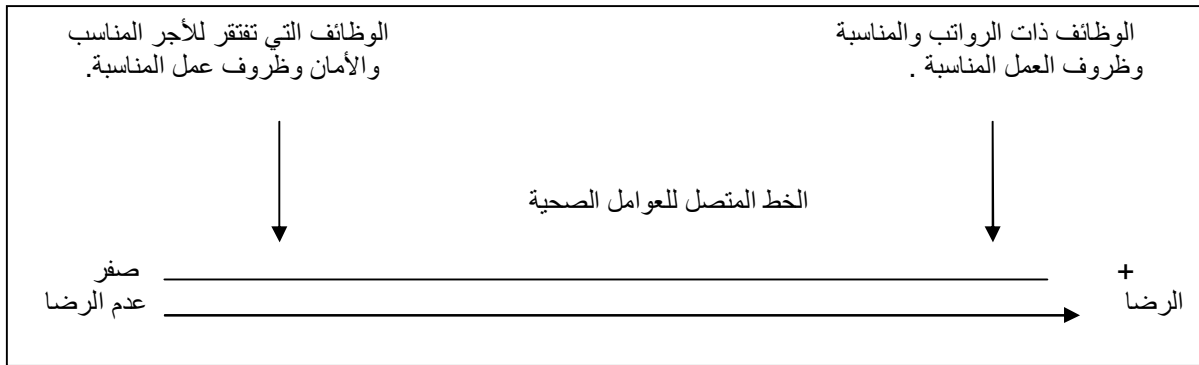 الوظائف ذات الرواتب والمناسبة
وظروف العمل المناسبة .
الوظائف التي تفتقر للأجر المناسب
والأمان وظروف عمل المناسبة.
الخط المتصل للعوامل الصحية
+
الرضا
صفر
عدم الرضا